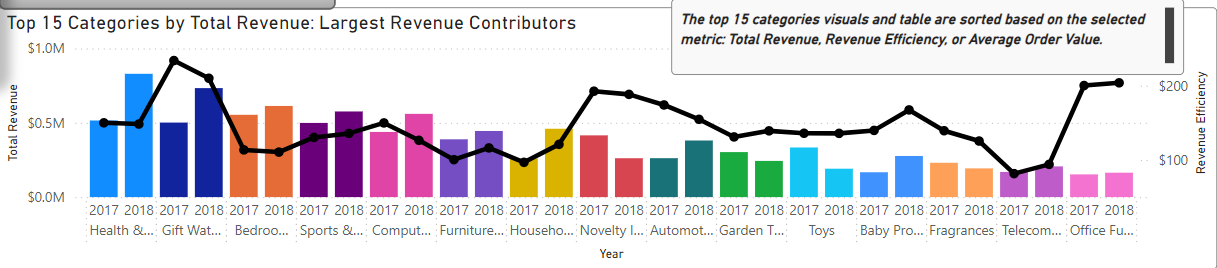 Top 15 Categories by Total Revenue: Largest Revenue Contributors
The top 15 categories visuals and table are sorted based on the selected
metric: Total Revenue, Revenue Efficiency, or Average Order Value.
$1.0M
$0.5M
$0.0M
Total Revenue
$200
$100
Revenue Efficiency
2017 2018 2017 2018 2017 2018 2017 2018 2017 2018 2017 2018 2017 2018 2017 2018 2017 2018 2017 2018 2017 2018 2017 2018 2017 2018 2017 2018 2017 2018
Health &... Gift Wat... Bedroo... Sports &... Comput... Furniture... Househo... Novelty I... Automot... Garden T... Toys Baby Pro... Fragrances Telecom... Office Fu...
Year